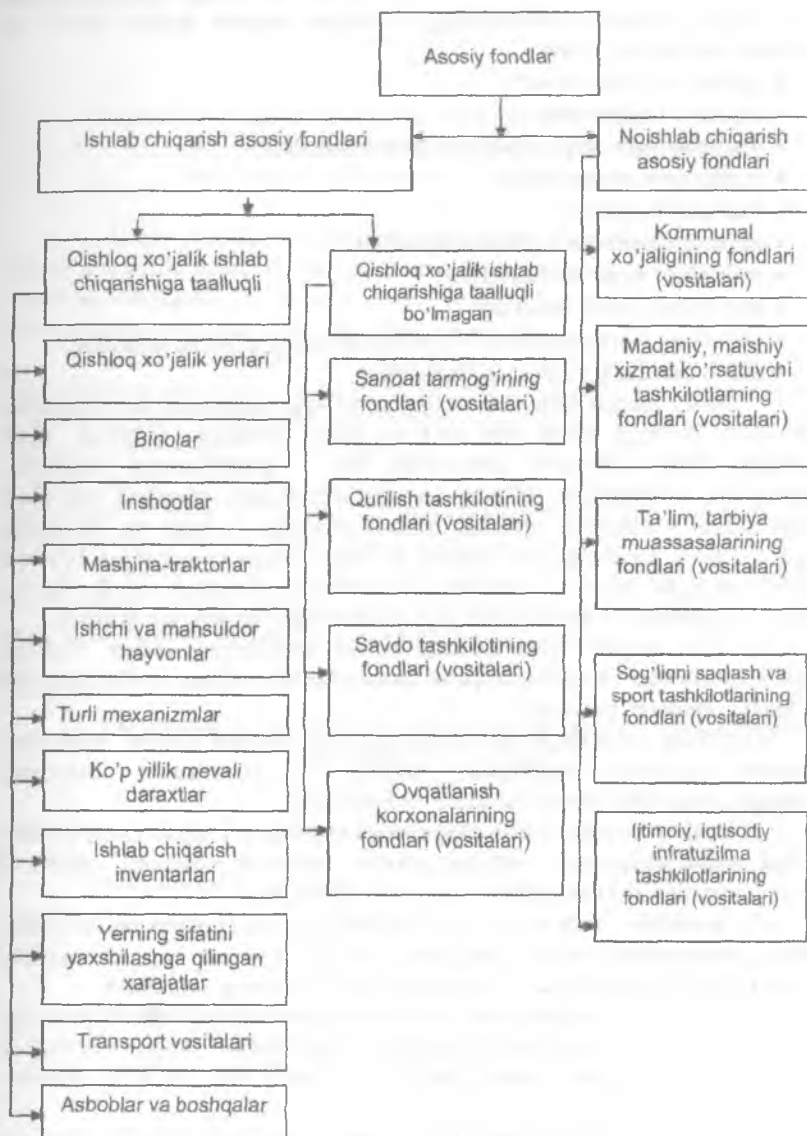 Asosiy fondlar
Ishlab chiqarish asosiy fondlari
Noishlab chiqarish
asosiy fondlari
Qishloq xo'jalik ishlab
chiqarishiga taalluqli
Qishloq xo'jalik yerlari
Binolar
Inshootlar
Mashina-traktorlar
Ishchi va mahsuldor
hayvonlar
Turli mexanizmlar
Ko'p yillik mevali
daraxtlar
Ishlab chiqarish
inventarlari
Yerning sifatini
yaxshilashga qilingan
xarajatlar
Transport vositalari
Asboblar va boshqalar
Qishloq xo'jalik ishlab
chiqarishiga taalluqli
bo'lmagan
Sanoat tarmog'ining
fondlari (vositalari)
Qurilish tashkilotining
fondlari (vositalari)
Savdo tashkilotining
fondlari (vositalari)
Ovqatlanish
korxonalarining
fondlari (vositalari)
Kommunal
xo'jaligining fondlari
(vositalari)
Madaniy, maishiy
xizmat ko'rsatuvchi
tashkilotlarning
fondlari (vositalari)
Ta'lim, tarbiya
muassasalarining
fondlari (vositalari)
Sog'liqni saqlash va
sport tashkilotlarining
fondlari (vositalari)
Ijtimoiy, iqtisodiy
infratuzilma
tashkilotlarining
fondlari (vositalari)